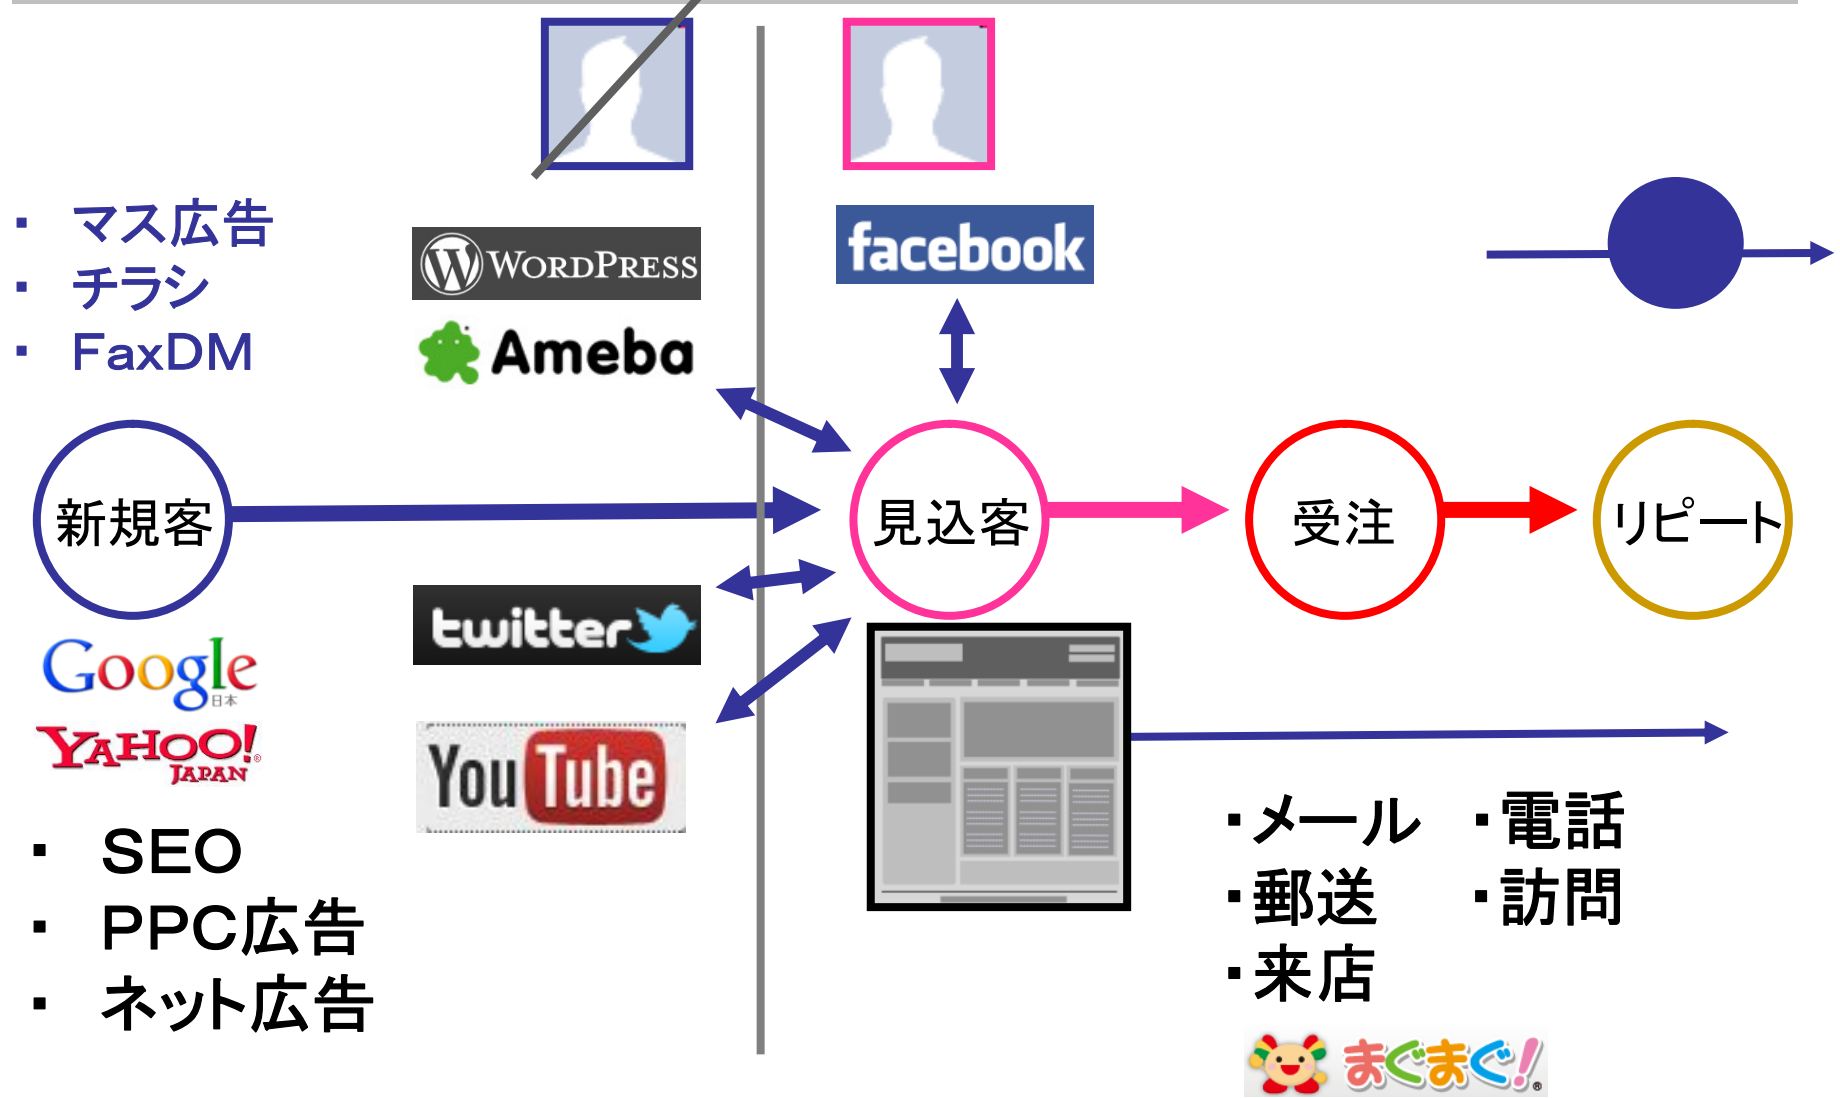 ・ マス広告
・ チラシ
・ FaxDM
WORDPRESS
Ameba
facebook
新規客
見込客
受注
リピート
Google
日本
YAHOO!
JAPAN
twitter
YouTube
・ SEO
・ PPC広告
・ ネット広告
・メール ・電話
・郵送 ・訪問
・来店
まぐまぐ!